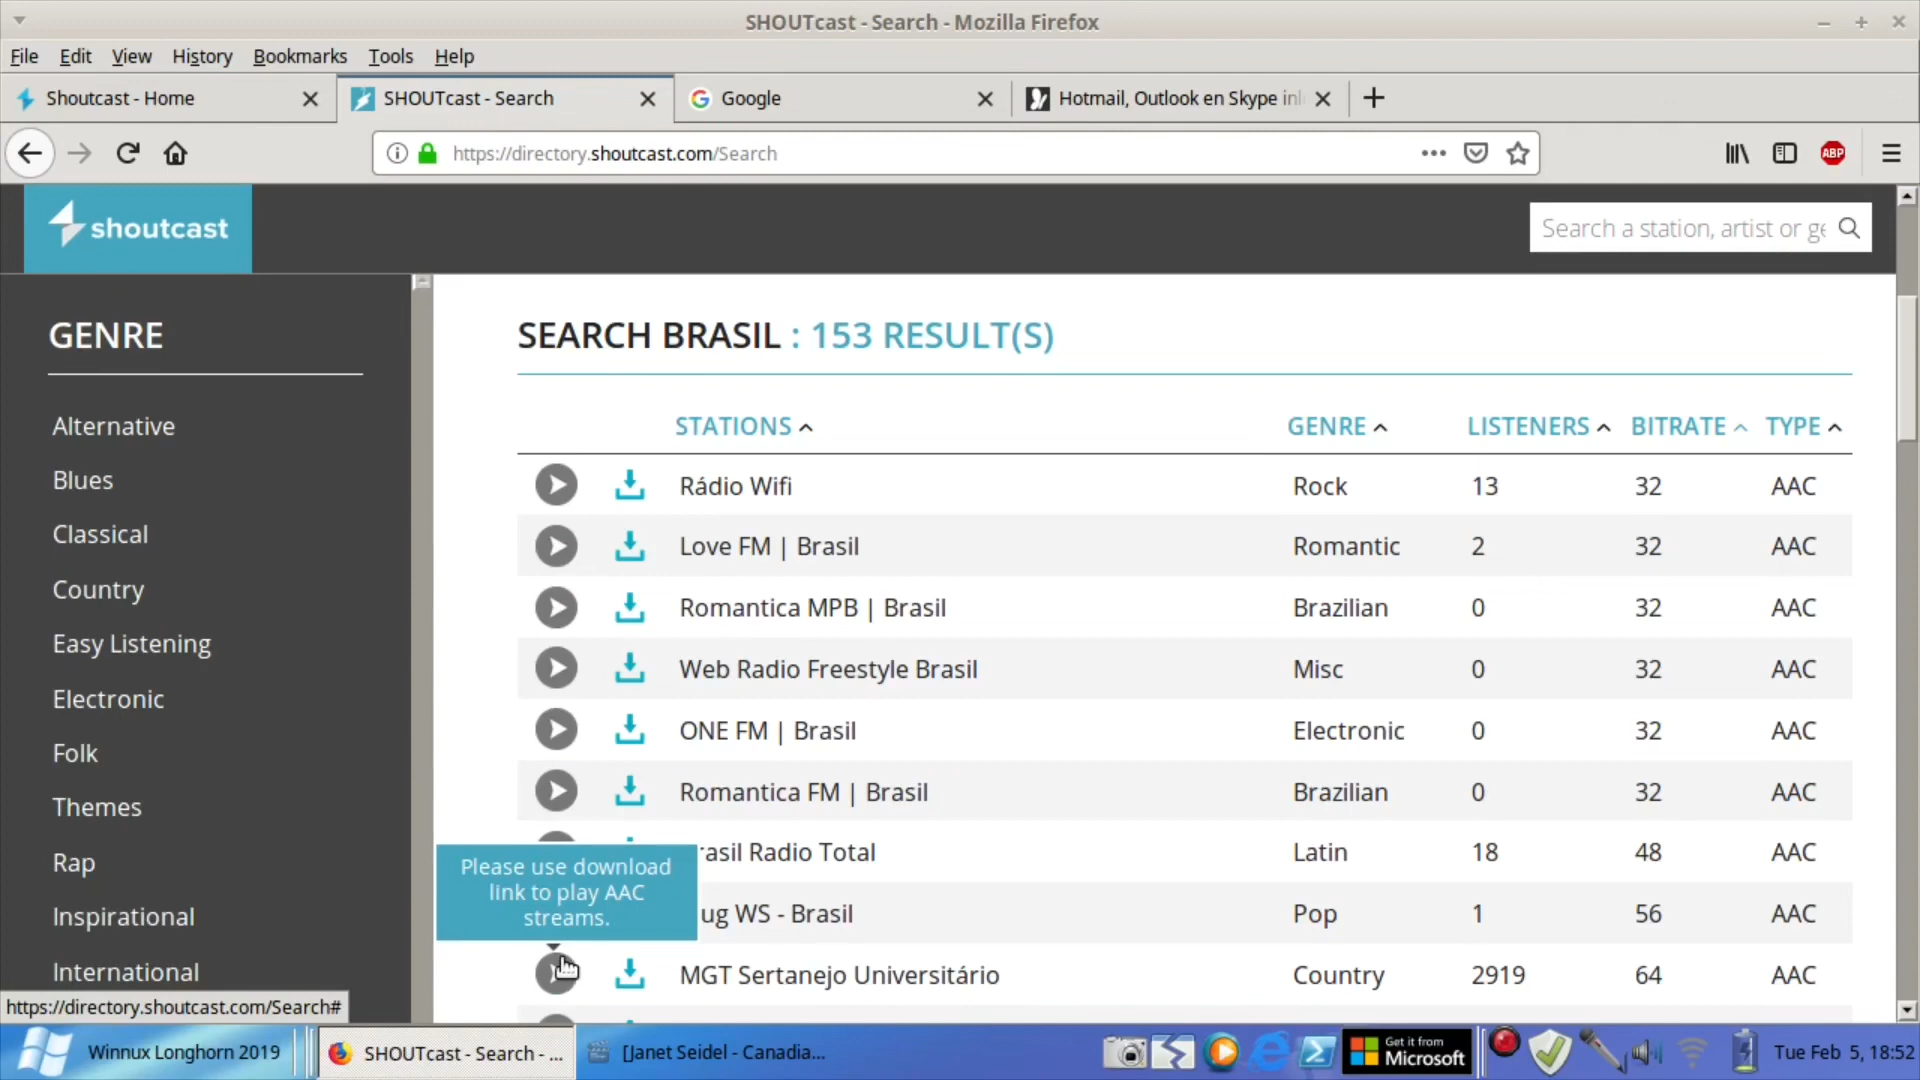 SHOUTcast - Search - Mozilla Firefox
File Edit View History Bookmarks Tools Help
Shoutcast - Home
SHOUTcast - Search
Google
Hotmail, Outlook en Skype inl
https://directory.shoutcast.com/Search
ABP
shoutcast
Search a station, artist or ge
GENRE
Alternative
Blues
Classical
Country
Easy Listening
Electronic
Folk
Themes
Rap
Inspirational
International
SEARCH BRASIL : 153 RESULT(S)
STATIONS GENRE LISTENERS BITRATE TYPE
Rádio Wifi Rock 13 32 AAC
Love FM | Brasil Romantic 2 32 AAC
Romantica MPB | Brasil Brazilian 0 32 AAC
Web Radio Freestyle Brasil Misc 0 32 AAC
ONE FM | Brasil Electronic 0 32 AAC
Romantica FM | Brasil Brazilian 0 32 AAC
rasil Radio Total Latin 18 48 AAC
Please use download
link to play AAC
streams.
ug WS - Brasil Pop 1 56 AAC
MGT Sertanejo Universitário Country 2919 64 AAC
https://directory.shoutcast.com/Search#
Winnux Longhorn 2019
SHOUTcast - Search - ...
[Janet Seidel - Canadia...
Get it from
Microsoft
Tue Feb 5, 18:52